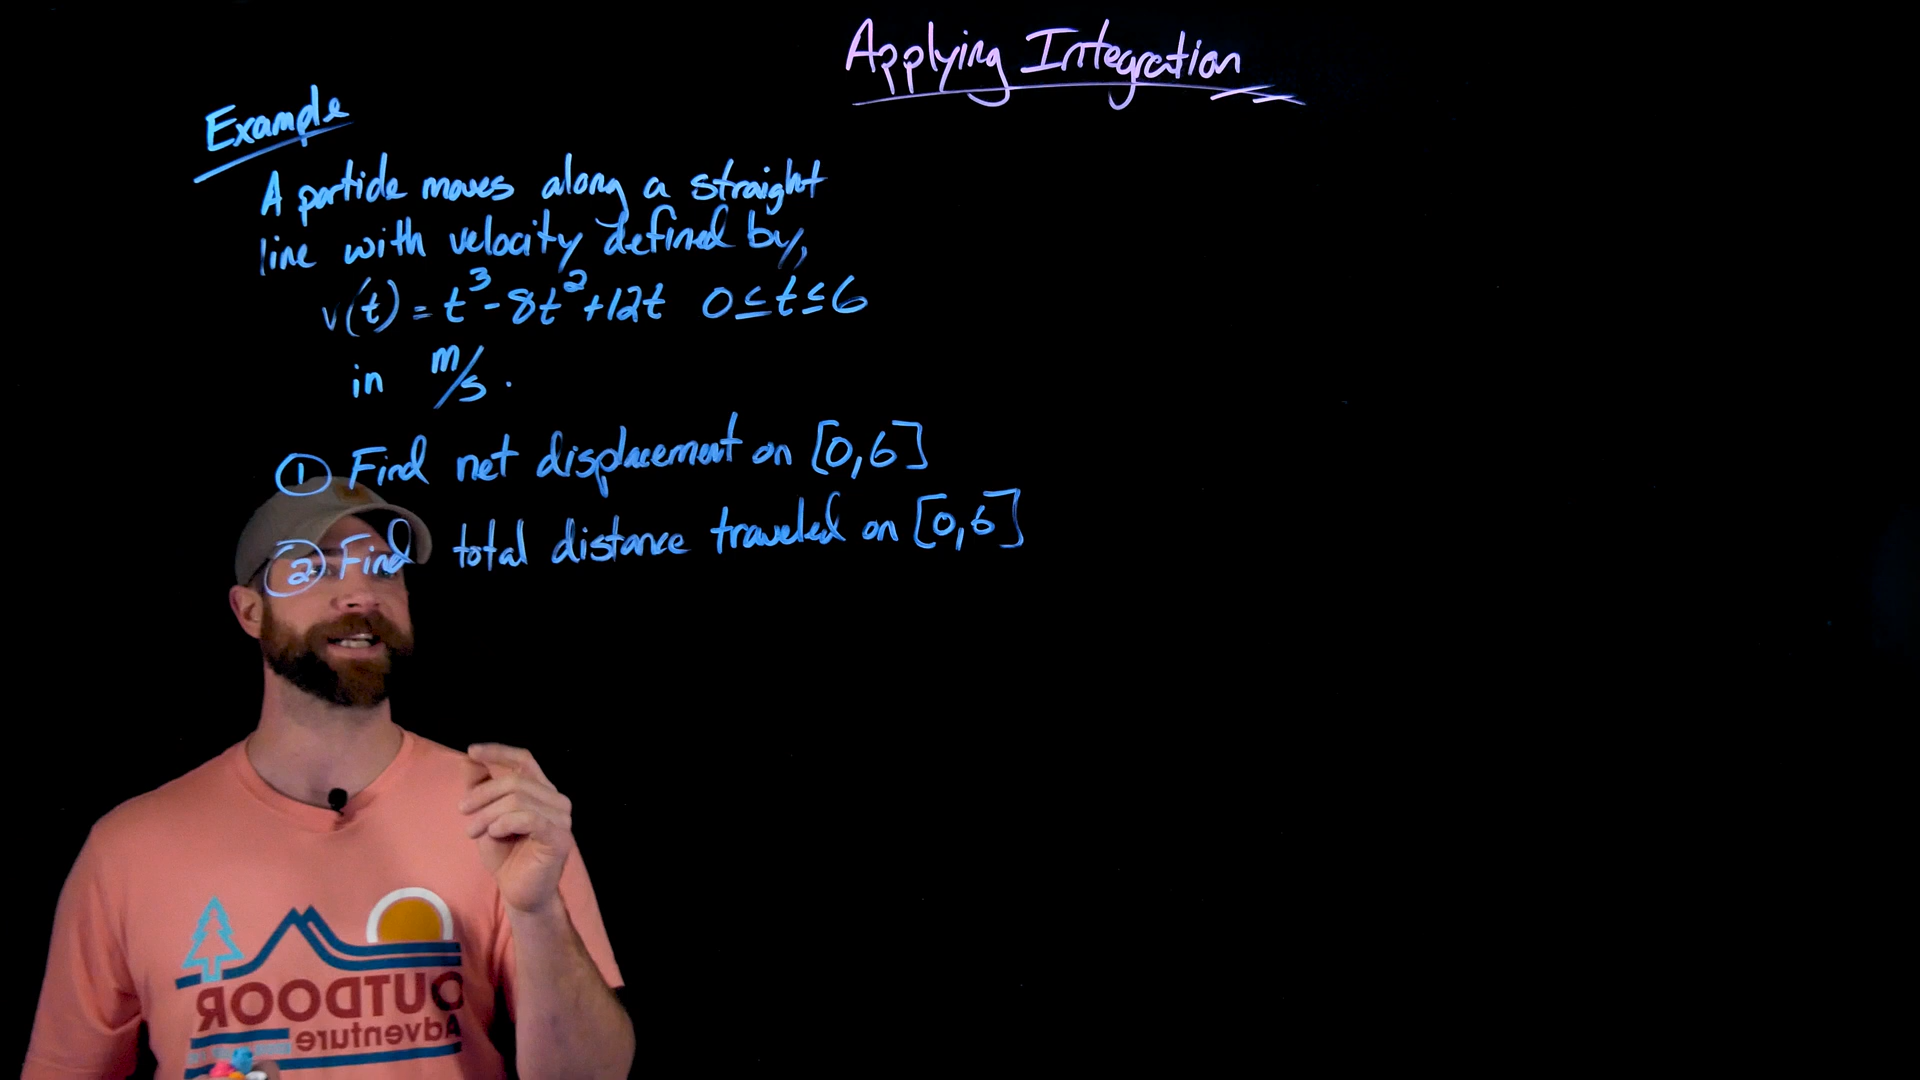 Applying Integration
Example
A particle moves along a straight
line with velocity defined by,
v(t) = t³-8t²+12t 0≤t≤6
in m/s.
① Find net displacement on [0,6]
② Find total distance traveled on [0,6]
OUTDOOR
Adventure